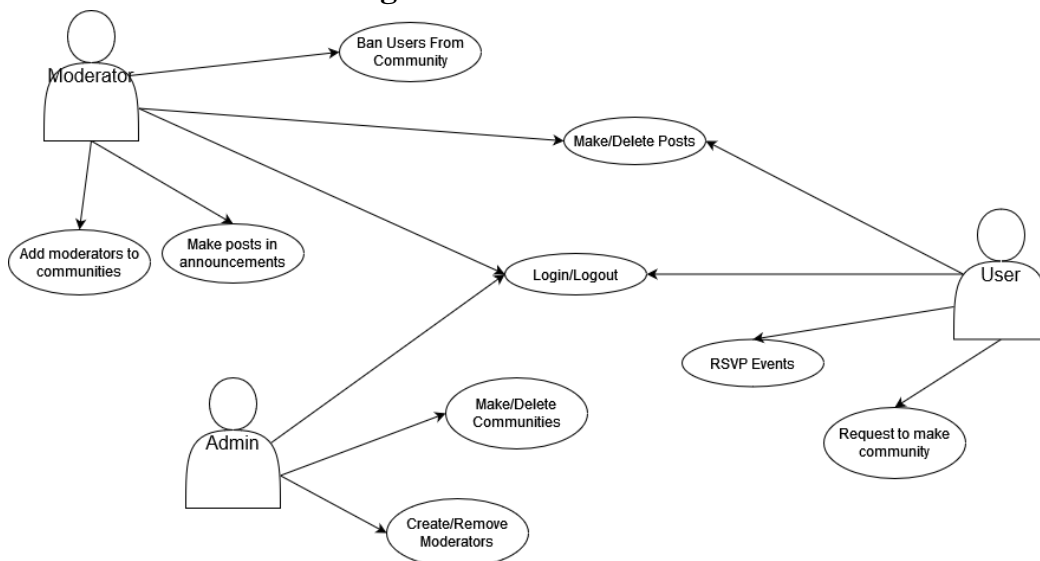 Ban Users From
Community
Moderator
Make/Delete Posts
Add moderators to
communities
Make posts in
announcements
Login/Logout
User
RSVP Events
Make/Delete
Communities
Admin
Request to make
community
Create/Remove
Moderators